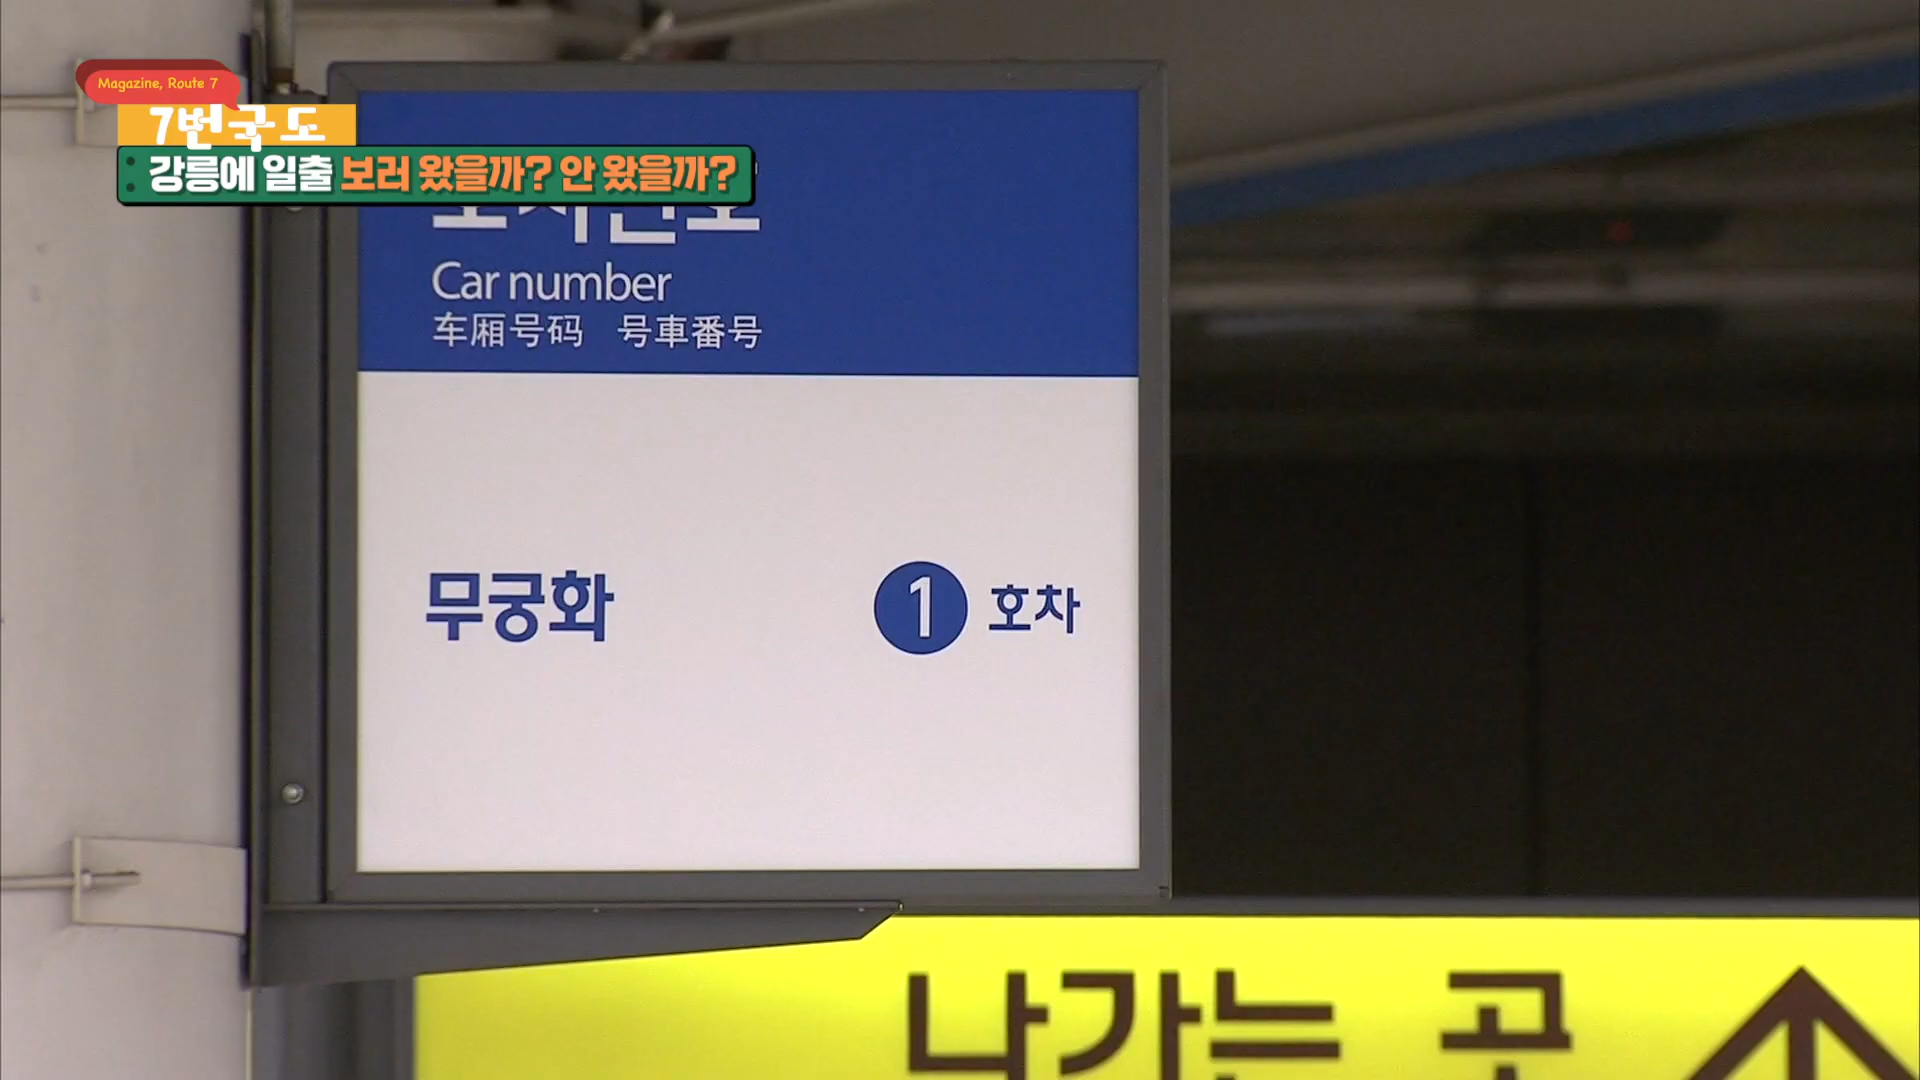 Magazine, Route 7
7번국도
강릉에 일출 보러 왔을까? 안 왔을까?
Car number
车厢号码 号車番号
무궁화 1 호차
나가는 곳